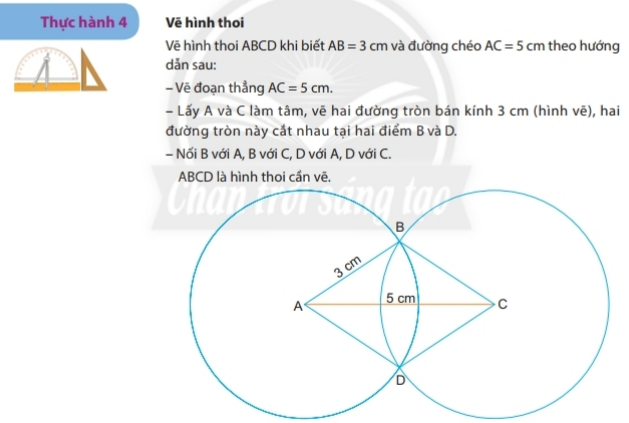 Thực hành 4
Vẽ hình thoi
Vẽ hình thoi ABCD khi biết AB = 3 cm và đường chéo AC = 5 cm theo hướng
dẫn sau:
– Vẽ đoạn thẳng AC = 5 cm.
– Lấy A và C làm tâm, vẽ hai đường tròn bán kính 3 cm (hình vẽ), hai
đường tròn này cắt nhau tại hai điểm B và D.
– Nối B với A, B với C, D với A, D với C.
ABCD là hình thoi cần vẽ.
Chân trời sáng tạo
B
3 cm
A
5 cm
C
D